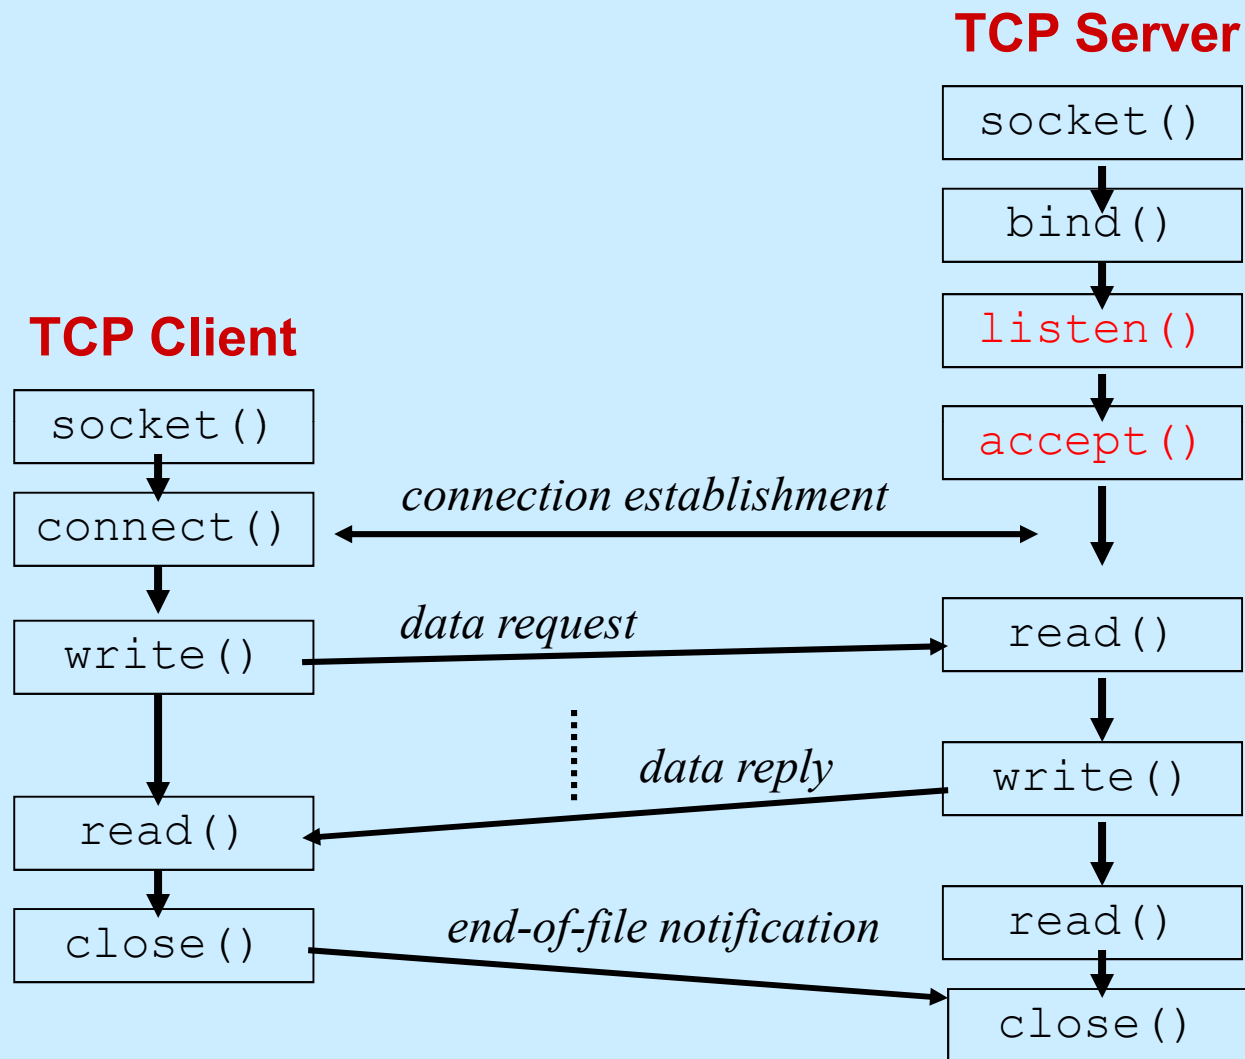 TCP Server
socket()
bind()
listen()
accept()
TCP Client
socket()
connect()
connection establishment
write()
data request
read()
data reply
write()
read()
read()
close()
end-of-file notification
close()